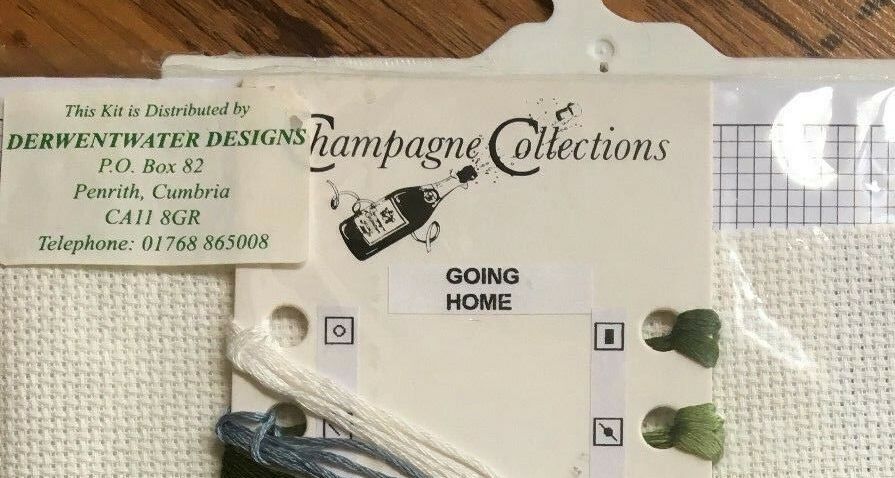 This Kit is Distributed by
DERWENTWATER DESIGNS
P.O. Box 82
Penrith, Cumbria
CA11 8GR
Telephone: 01768 865008
Champagne Collections
GOING
HOME